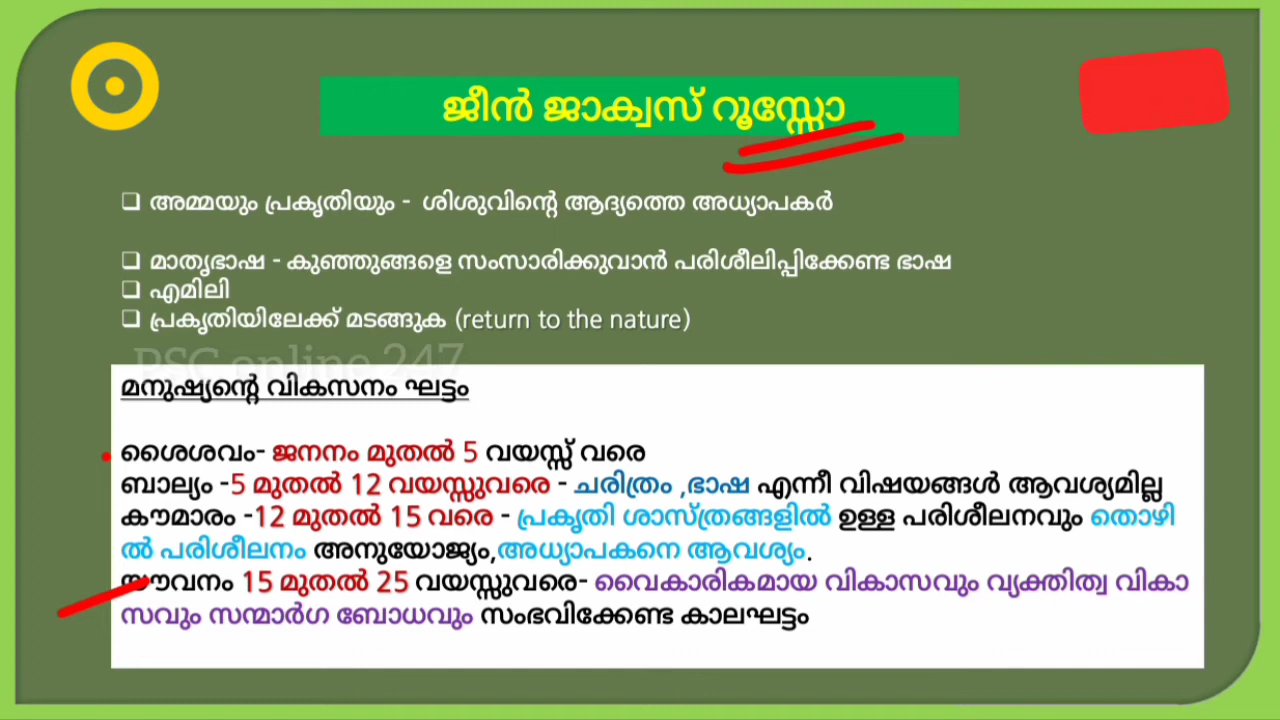 ജീൻ ജാക്വസ് റൂസ്സോ
❑ അമ്മയും പ്രകൃതിയും - ശിശുവിന്റെ ആദ്യത്തെ അധ്യാപകർ
❑ മാതൃഭാഷ - കുഞ്ഞുങ്ങളെ സംസാരിക്കുവാൻ പരിശീലിപ്പിക്കേണ്ട ഭാഷ
❑ എമിലി
❑ പ്രകൃതിയിലേക്ക് മടങ്ങുക (return to the nature)
PSC online 247
മനുഷ്യന്റെ വികസനം ഘട്ടം
ശൈശവം- ജനനം മുതൽ 5 വയസ്സ് വരെ
ബാല്യം -5 മുതൽ 12 വയസ്സുവരെ - ചരിത്രം ,ഭാഷ എന്നീ വിഷയങ്ങൾ ആവശ്യമില്ല
കൗമാരം -12 മുതൽ 15 വരെ - പ്രകൃതി ശാസ്ത്രങ്ങളിൽ ഉള്ള പരിശീലനവും തൊഴി
ൽ പരിശീലനം അനുയോജ്യം,അധ്യാപകനെ ആവശ്യം.
യൗവനം 15 മുതൽ 25 വയസ്സുവരെ- വൈകാരികമായ വികാസവും വ്യക്തിത്വ വികാ
സവും സന്മാർഗ ബോധവും സംഭവിക്കേണ്ട കാലഘട്ടം